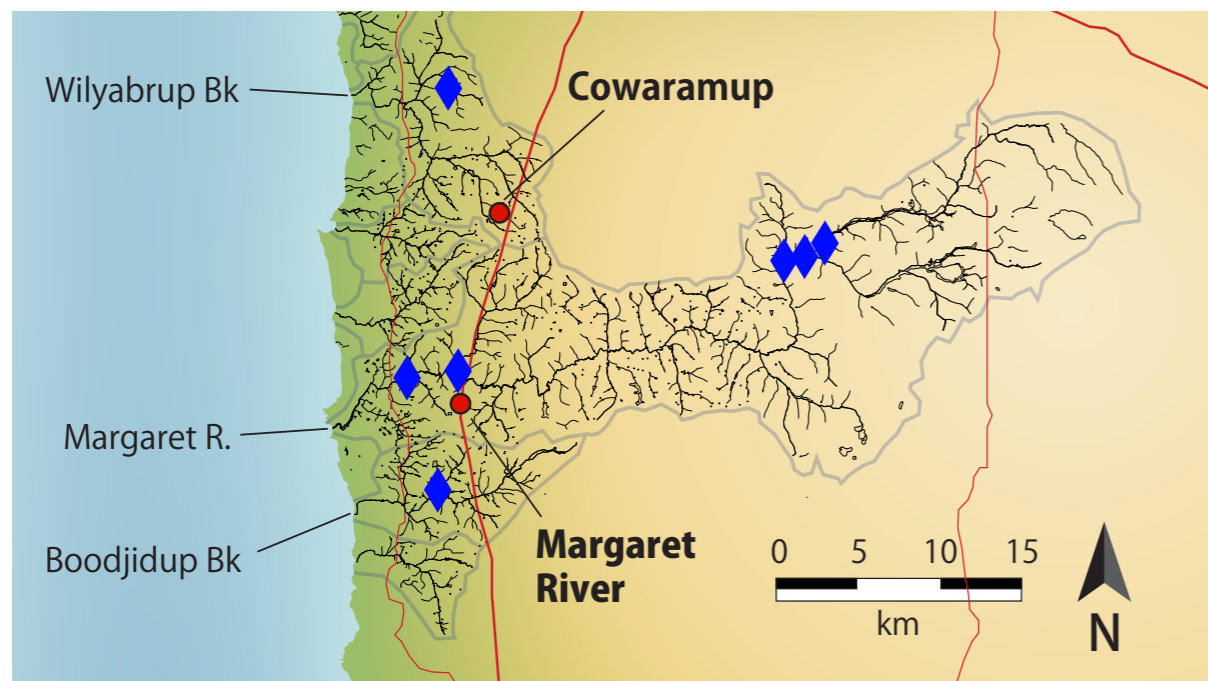 Wilyabrup Bk
Cowaramup
Margaret R.
Boodjidup Bk
Margaret
River
0 5 10 15
km
N